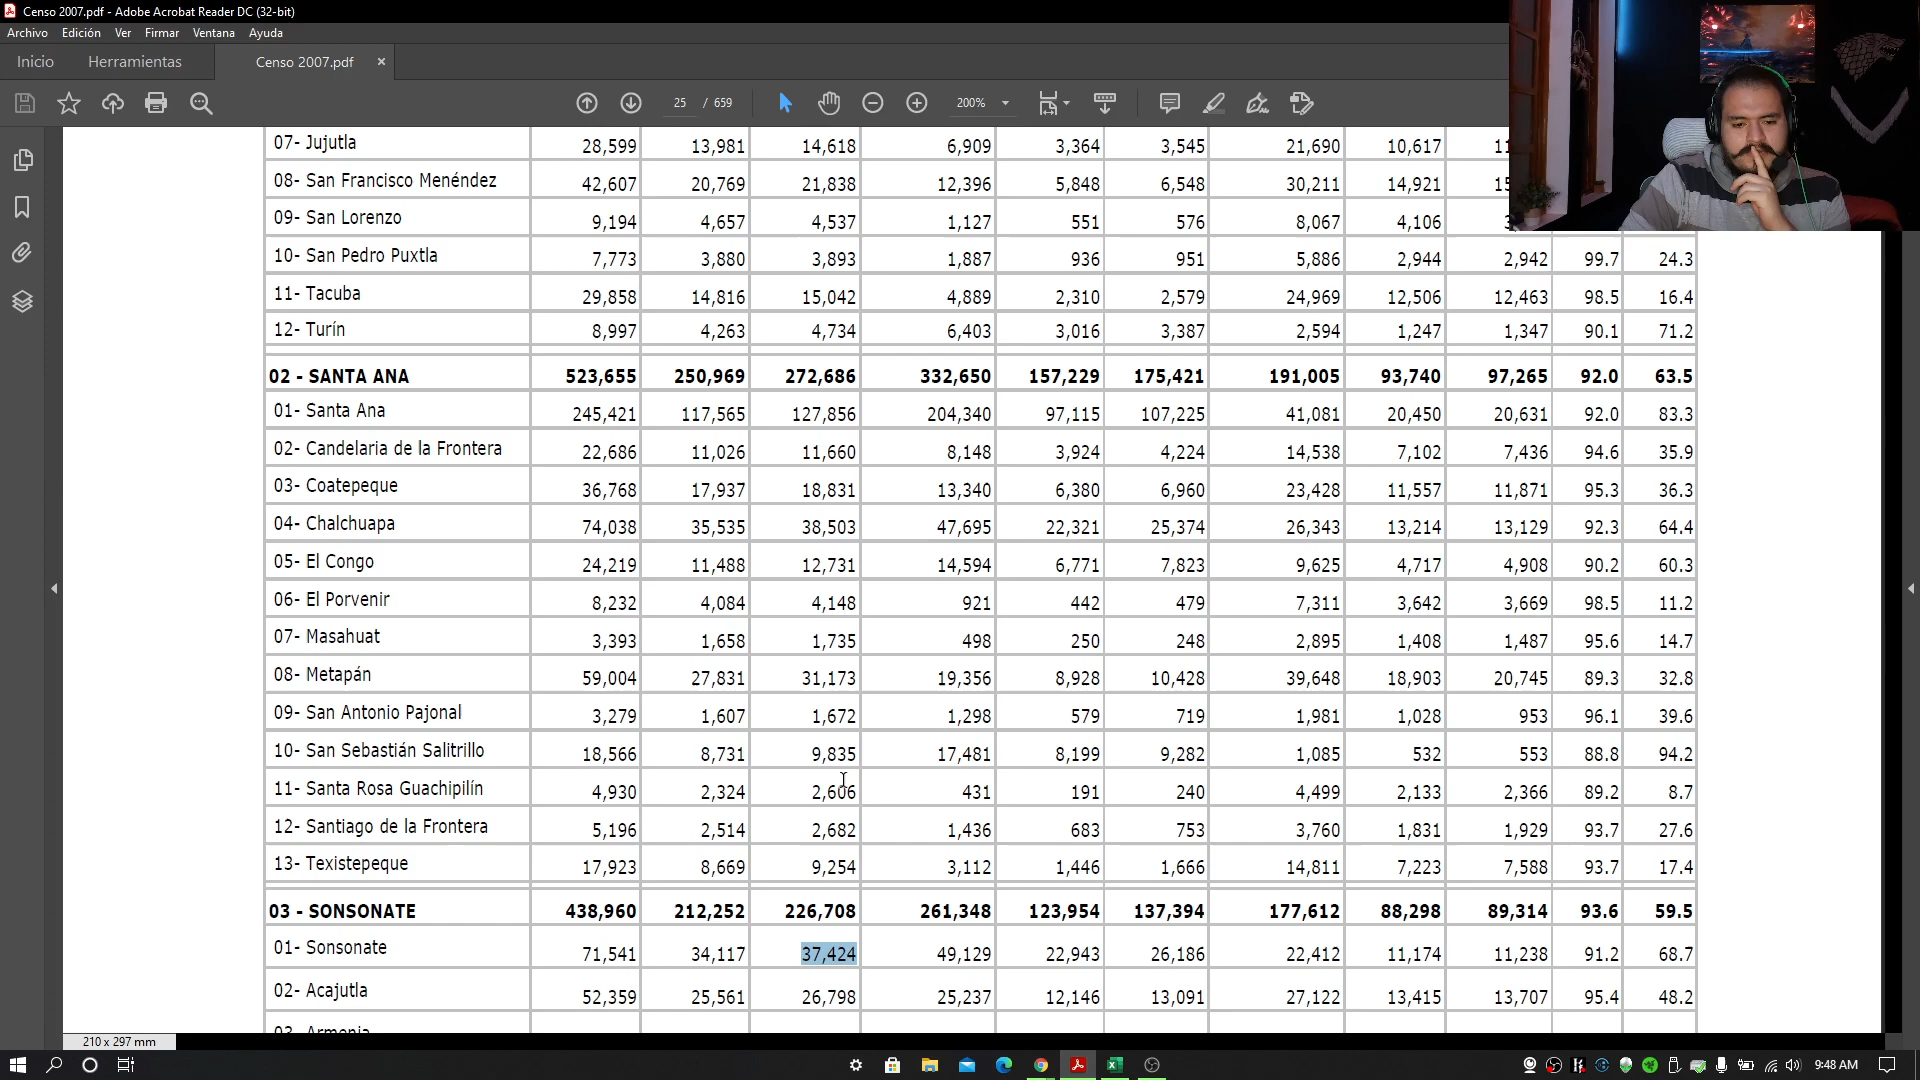 Censo 2007.pdf - Adobe Acrobat Reader DC (32-bit)
Archivo Edición Ver Firmar Ventana Ayuda
Inicio Herramientas Censo 2007.pdf ×
25 / 659 200%
07- Jujutla 28,599 13,981 14,618 6,909 3,364 3,545 21,690 10,617
08- San Francisco Menéndez 42,607 20,769 21,838 12,396 5,848 6,548 30,211 14,921
09- San Lorenzo 9,194 4,657 4,537 1,127 551 576 8,067 4,106
10- San Pedro Puxtla 7,773 3,880 3,893 1,887 936 951 5,886 2,944 2,942 99.7 24.3
11- Tacuba 29,858 14,816 15,042 4,889 2,310 2,579 24,969 12,506 12,463 98.5 16.4
12- Turín 8,997 4,263 4,734 6,403 3,016 3,387 2,594 1,247 1,347 90.1 71.2
02 - SANTA ANA 523,655 250,969 272,686 332,650 157,229 175,421 191,005 93,740 97,265 92.0 63.5
01- Santa Ana 245,421 117,565 127,856 204,340 97,115 107,225 41,081 20,450 20,631 92.0 83.3
02- Candelaria de la Frontera 22,686 11,026 11,660 8,148 3,924 4,224 14,538 7,102 7,436 94.6 35.9
03- Coatepeque 36,768 17,937 18,831 13,340 6,380 6,960 23,428 11,557 11,871 95.3 36.3
04- Chalchuapa 74,038 35,535 38,503 47,695 22,321 25,374 26,343 13,214 13,129 92.3 64.4
05- El Congo 24,219 11,488 12,731 14,594 6,771 7,823 9,625 4,717 4,908 90.2 60.3
06- El Porvenir 8,232 4,084 4,148 921 442 479 7,311 3,642 3,669 98.5 11.2
07- Masahuat 3,393 1,658 1,735 498 250 248 2,895 1,408 1,487 95.6 14.7
08- Metapán 59,004 27,831 31,173 19,356 8,928 10,428 39,648 18,903 20,745 89.3 32.8
09- San Antonio Pajonal 3,279 1,607 1,672 1,298 579 719 1,981 1,028 953 96.1 39.6
10- San Sebastián Salitrillo 18,566 8,731 9,835 17,481 8,199 9,282 1,085 532 553 88.8 94.2
11- Santa Rosa Guachipilín 4,930 2,324 2,606 431 191 240 4,499 2,133 2,366 89.2 8.7
12- Santiago de la Frontera 5,196 2,514 2,682 1,436 683 753 3,760 1,831 1,929 93.7 27.6
13- Texistepeque 17,923 8,669 9,254 3,112 1,446 1,666 14,811 7,223 7,588 93.7 17.4
03 - SONSONATE 438,960 212,252 226,708 261,348 123,954 137,394 177,612 88,298 89,314 93.6 59.5
01- Sonsonate 71,541 34,117 37,424 49,129 22,943 26,186 22,412 11,174 11,238 91.2 68.7
02- Acajutla 52,359 25,561 26,798 25,237 12,146 13,091 27,122 13,415 13,707 95.4 48.2
03- Armenia
210 x 297 mm
9:48 AM